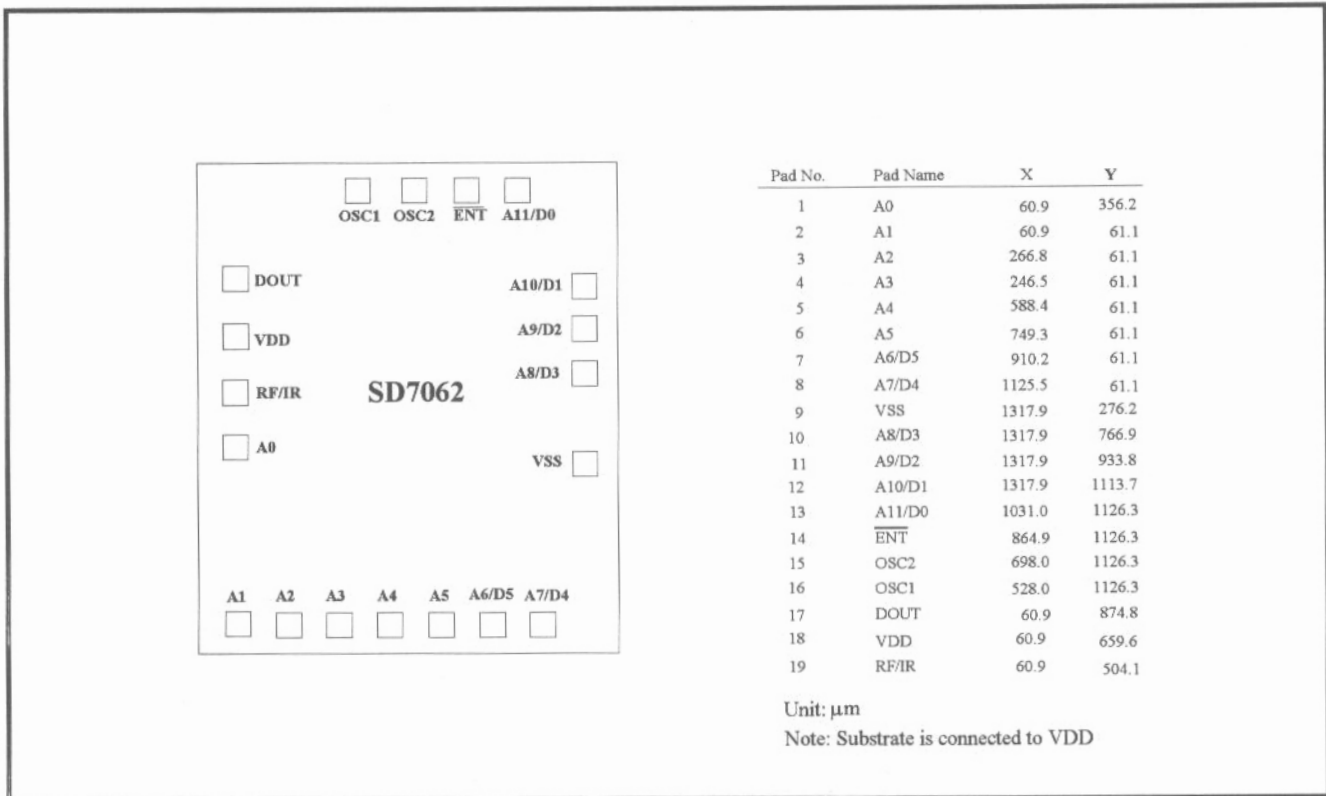 OSC1 OSC2 E̅N̅T̅ A11/D0
DOUT
A10/D1
VDD
A9/D2
RF/IR
A8/D3
SD7062
A0
VSS
A1 A2 A3 A4 A5 A6/D5 A7/D4
Pad No. Pad Name X Y
1 A0 60.9 356.2
2 A1 60.9 61.1
3 A2 266.8 61.1
4 A3 246.5 61.1
5 A4 588.4 61.1
6 A5 749.3 61.1
7 A6/D5 910.2 61.1
8 A7/D4 1125.5 61.1
9 VSS 1317.9 276.2
10 A8/D3 1317.9 766.9
11 A9/D2 1317.9 933.8
12 A10/D1 1317.9 1113.7
13 A11/D0 1031.0 1126.3
14 E̅N̅T̅ 864.9 1126.3
15 OSC2 698.0 1126.3
16 OSC1 528.0 1126.3
17 DOUT 60.9 874.8
18 VDD 60.9 659.6
19 RF/IR 60.9 504.1
Unit: μm
Note: Substrate is connected to VDD